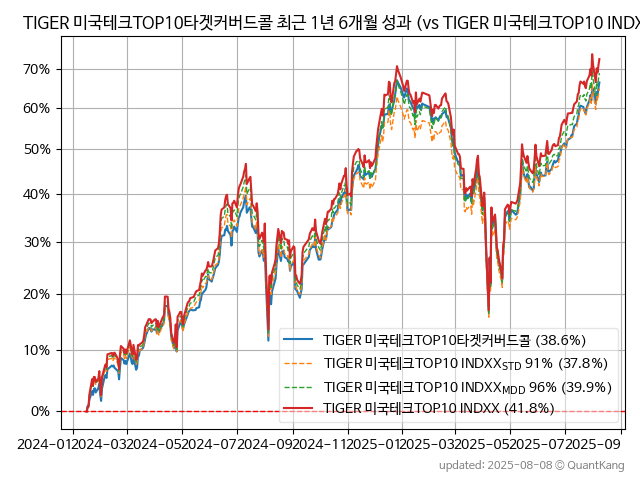 TIGER 미국테크TOP10타겟커버드콜 최근 1년 6개월 성과 (vs TIGER 미국테크TOP10 INDX
70%
60%
50%
40%
30%
20%
10%
0%
TIGER 미국테크TOP10타겟커버드콜 (38.6%)
TIGER 미국테크TOP10 INDXXSTD 91% (37.8%)
TIGER 미국테크TOP10 INDXXMDD 96% (39.9%)
TIGER 미국테크TOP10 INDXX (41.8%)
2024-01 2024-03 2024-05 2024-07 2024-09 2024-11 2025-01 2025-03 2025-05 2025-07 2025-09
updated: 2025-08-08 © QuantKang